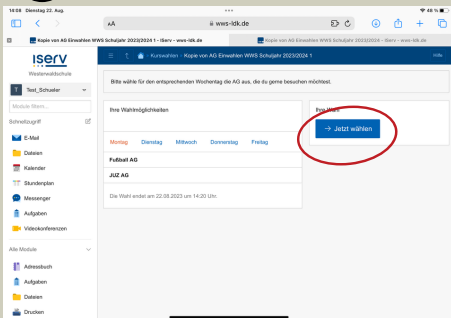 14:08 Dienstag 22. Aug.
48 %
AA
wws-ldk.de
Kopie von AG Einwahlen WWS Schuljahr 2023/2024 1 - IServ - wws-ldk.de
Kopie von AG Einwahlen WWS Schuljahr 2023/2024 - IServ - wws-ldk.de
IServ
Westerwaldschule
T Test_Schueler
Module filtern...
Schnellzugriff
E-Mail
Dateien
Kalender
Stundenplan
Messenger
Aufgaben
Videokonferenzen
Alle Module
Adressbuch
Aufgaben
Dateien
Drucken
Kurswahlen
Kopie von AG Einwahlen WWS Schuljahr 2023/2024 1
Hilfe
Bitte wähle für den entsprechenden Wochentag die AG aus, die du gerne besuchen möchtest.
Ihre Wahlmöglichkeiten
Montag Dienstag Mittwoch Donnerstag Freitag
Fußball AG
JUZ AG
Die Wahl endet am 22.08.2023 um 14:20 Uhr.
Ihre Wahl
→ Jetzt wählen